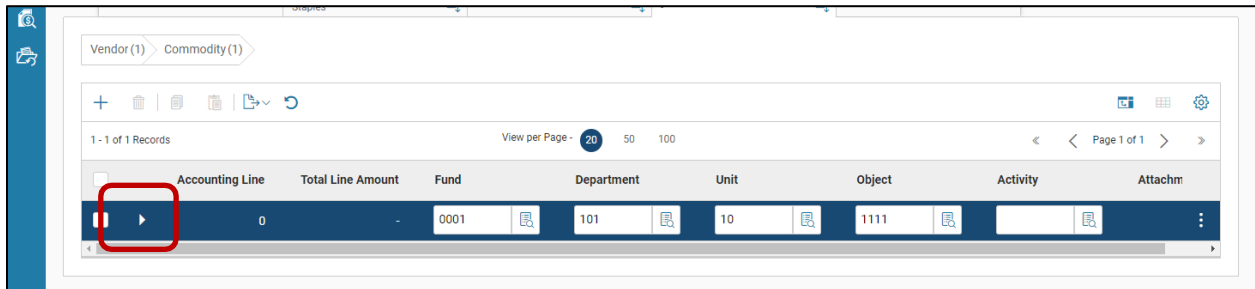 Staples
Vendor (1) Commodity (1)
1 - 1 of 1 Records View per Page - 20 50 100 Page 1 of 1
Accounting Line Total Line Amount Fund Department Unit Object Activity Attachm
0 - 0001 101 10 1111